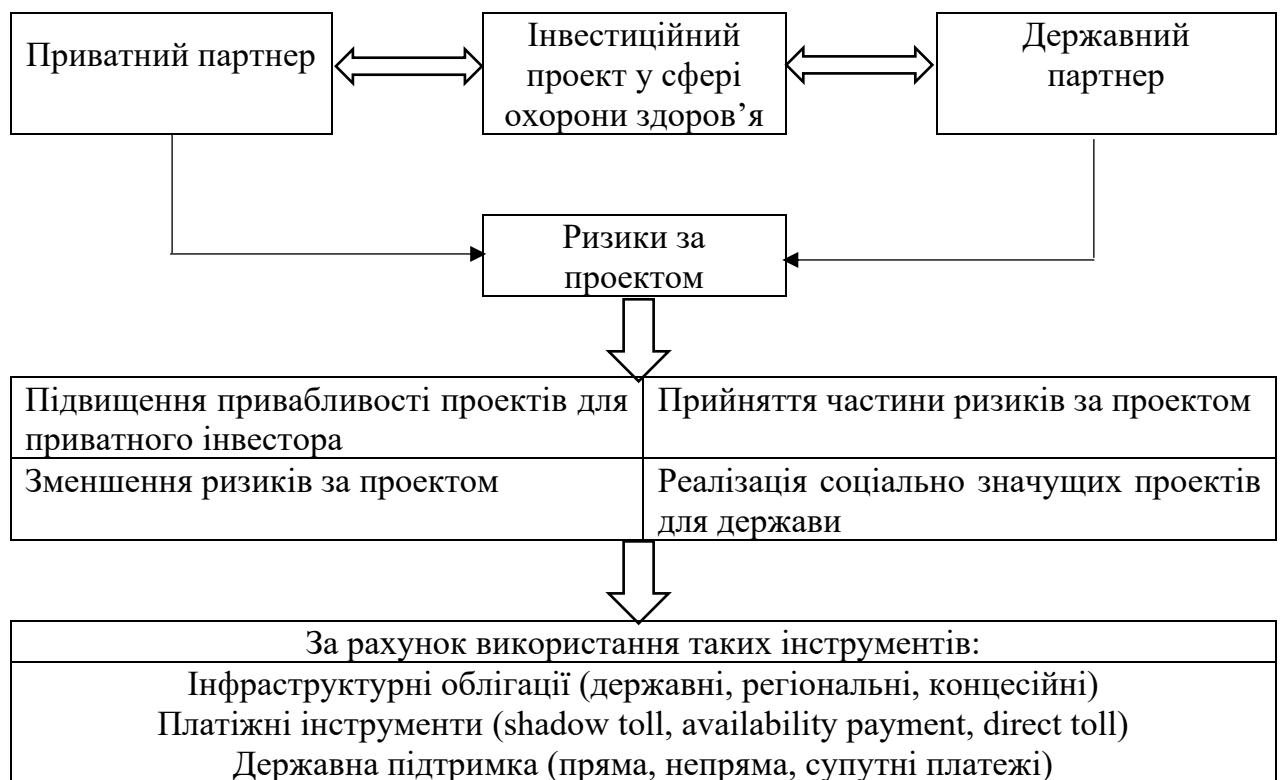 Приватний партнер
Інвестиційний
проект у сфері
охорони здоров’я
Державний
партнер
Ризики за
проектом
Підвищення привабливості проектів для
приватного інвестора
Прийняття частини ризиків за проектом
Зменшення ризиків за проектом
Реалізація соціально значущих проектів
для держави
За рахунок використання таких інструментів:
Інфраструктурні облігації (державні, регіональні, концесійні)
Платіжні інструменти (shadow toll, availability payment, direct toll)
Державна підтримка (пряма, непряма, супутні платежі)